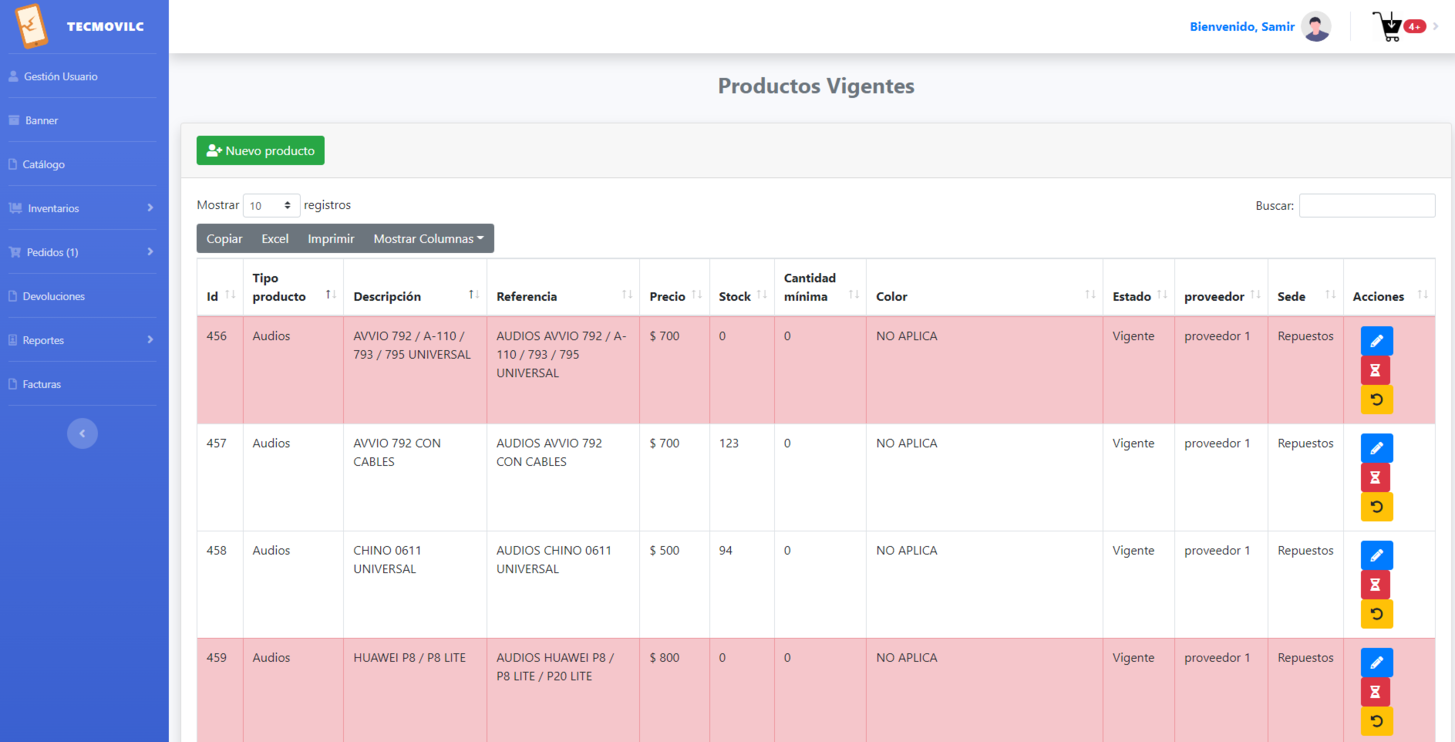 TECMOVILC
Bienvenido, Samir
4+
Gestión Usuario
Banner
Catálogo
Inventarios
Pedidos (1)
Devoluciones
Reportes
Facturas
Productos Vigentes
Nuevo producto
Mostrar 10 registros
Buscar:
Copiar Excel Imprimir Mostrar Columnas
Id
Tipo
producto
Descripción
Referencia
Precio
Stock
Cantidad
mínima
Color
Estado
proveedor
Sede
Acciones
456
Audios
AVVIO 792 / A-110 /
793 / 795 UNIVERSAL
AUDIOS AVVIO 792 / A-
110 / 793 / 795
UNIVERSAL
$ 700
0
0
NO APLICA
Vigente
proveedor 1
Repuestos
457
Audios
AVVIO 792 CON
CABLES
AUDIOS AVVIO 792
CON CABLES
$ 700
123
0
NO APLICA
Vigente
proveedor 1
Repuestos
458
Audios
CHINO 0611
UNIVERSAL
AUDIOS CHINO 0611
UNIVERSAL
$ 500
94
0
NO APLICA
Vigente
proveedor 1
Repuestos
459
Audios
HUAWEI P8 / P8 LITE
AUDIOS HUAWEI P8 /
P8 LITE / P20 LITE
$ 800
0
0
NO APLICA
Vigente
proveedor 1
Repuestos